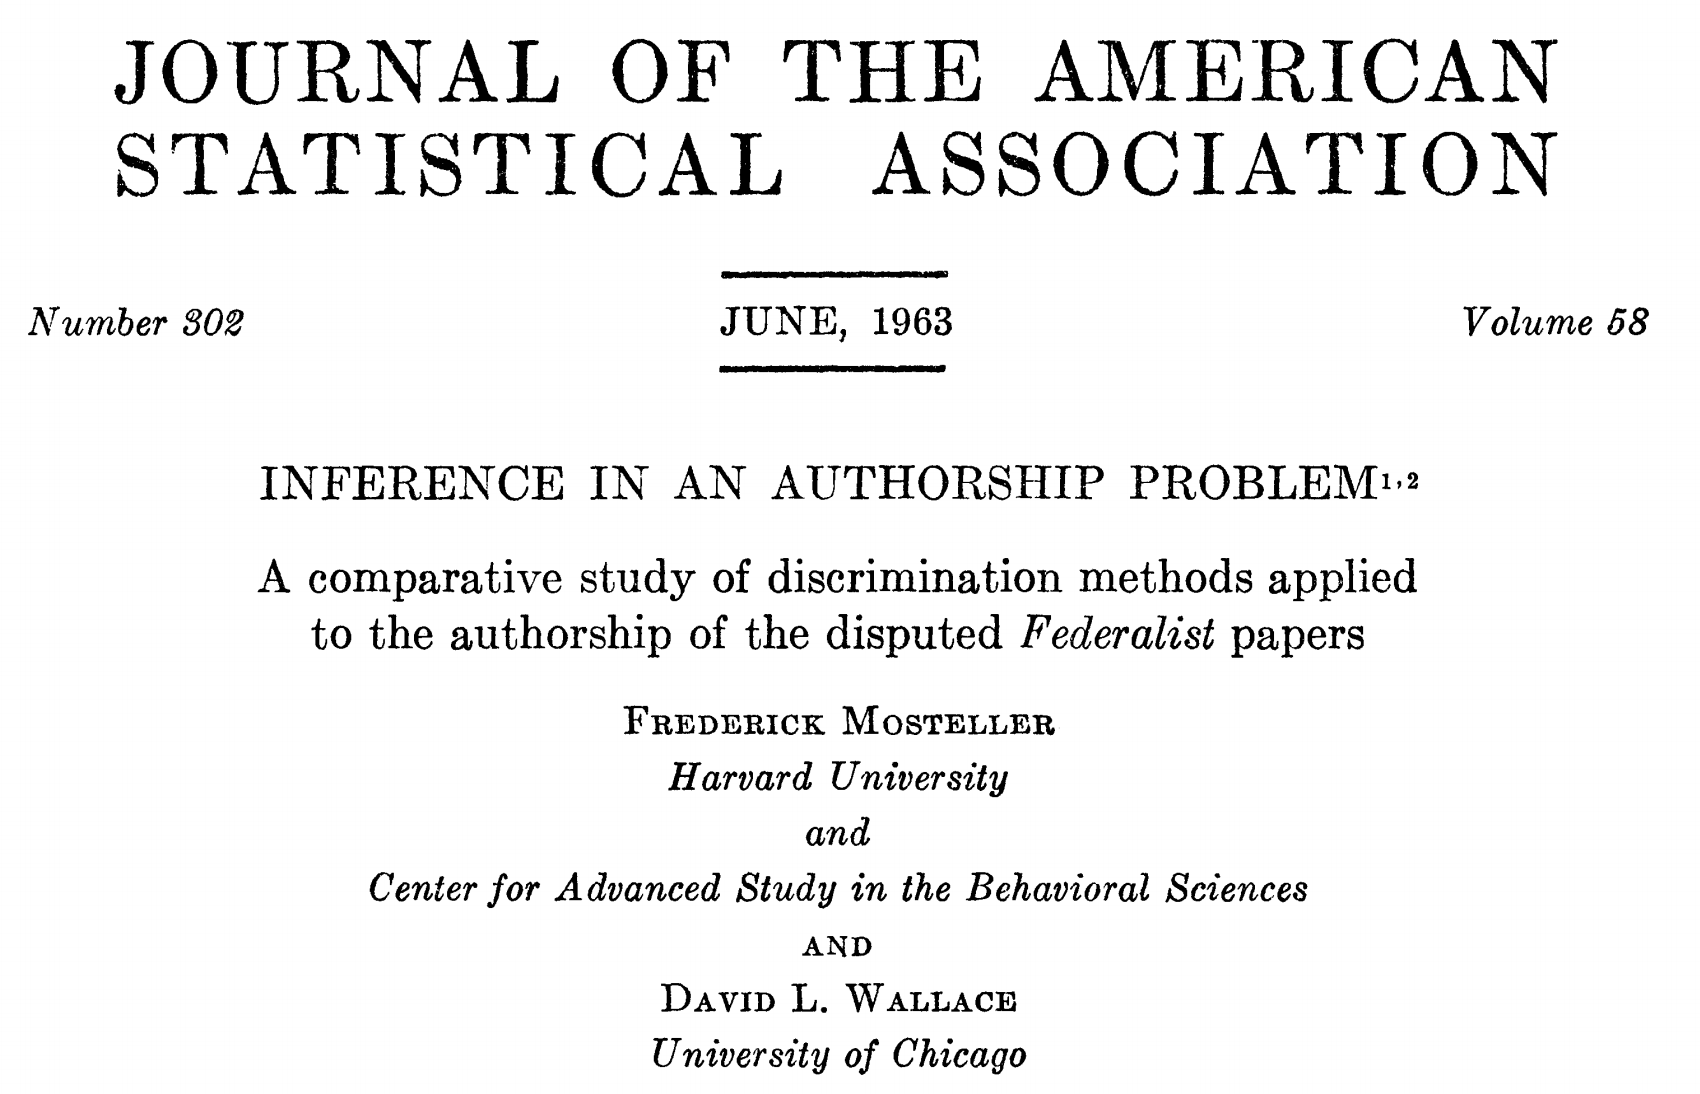 JOURNAL OF THE AMERICAN
STATISTICAL ASSOCIATION
Number 302
JUNE, 1963
Volume 58
INFERENCE IN AN AUTHORSHIP PROBLEM¹,²
A comparative study of discrimination methods applied
to the authorship of the disputed Federalist papers
FREDERICK MOSTELLER
Harvard University
and
Center for Advanced Study in the Behavioral Sciences
AND
DAVID L. WALLACE
University of Chicago